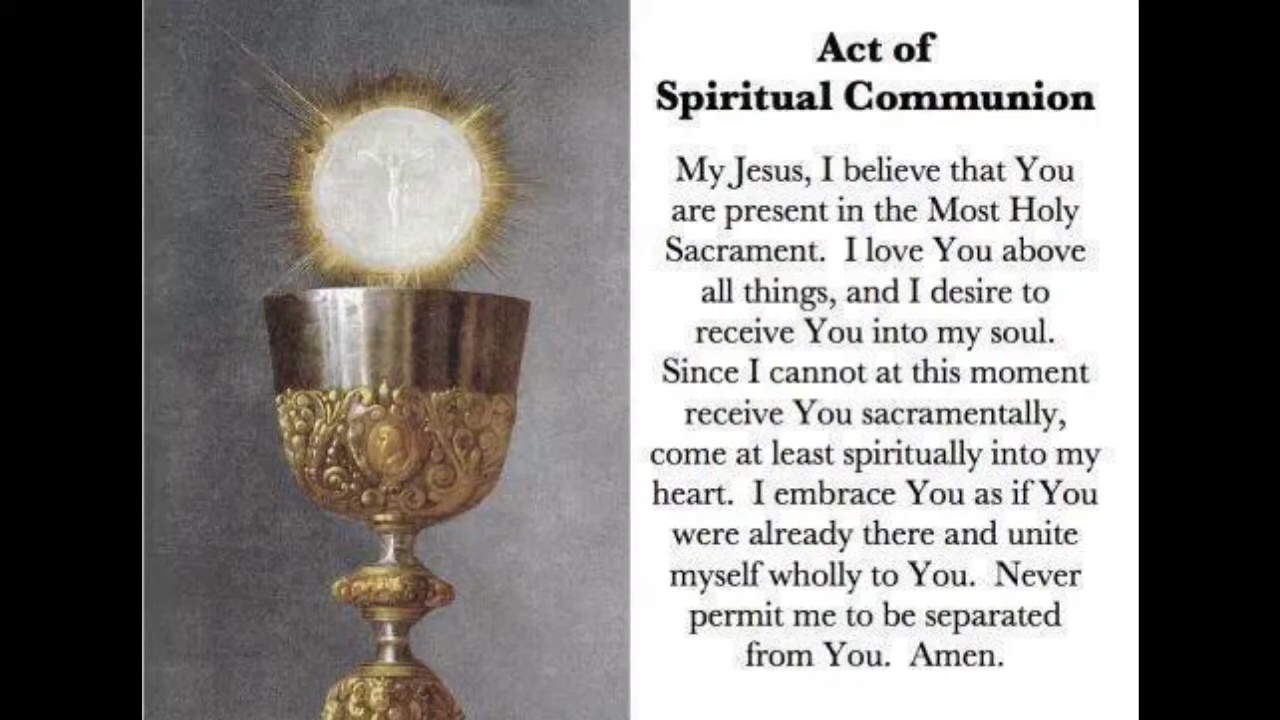 Act of
Spiritual Communion
My Jesus, I believe that You
are present in the Most Holy
Sacrament.  I love You above
all things, and I desire to
receive You into my soul.
Since I cannot at this moment
receive You sacramentally,
come at least spiritually into my
heart.  I embrace You as if You
were already there and unite
myself wholly to You.  Never
permit me to be separated
from You.  Amen.